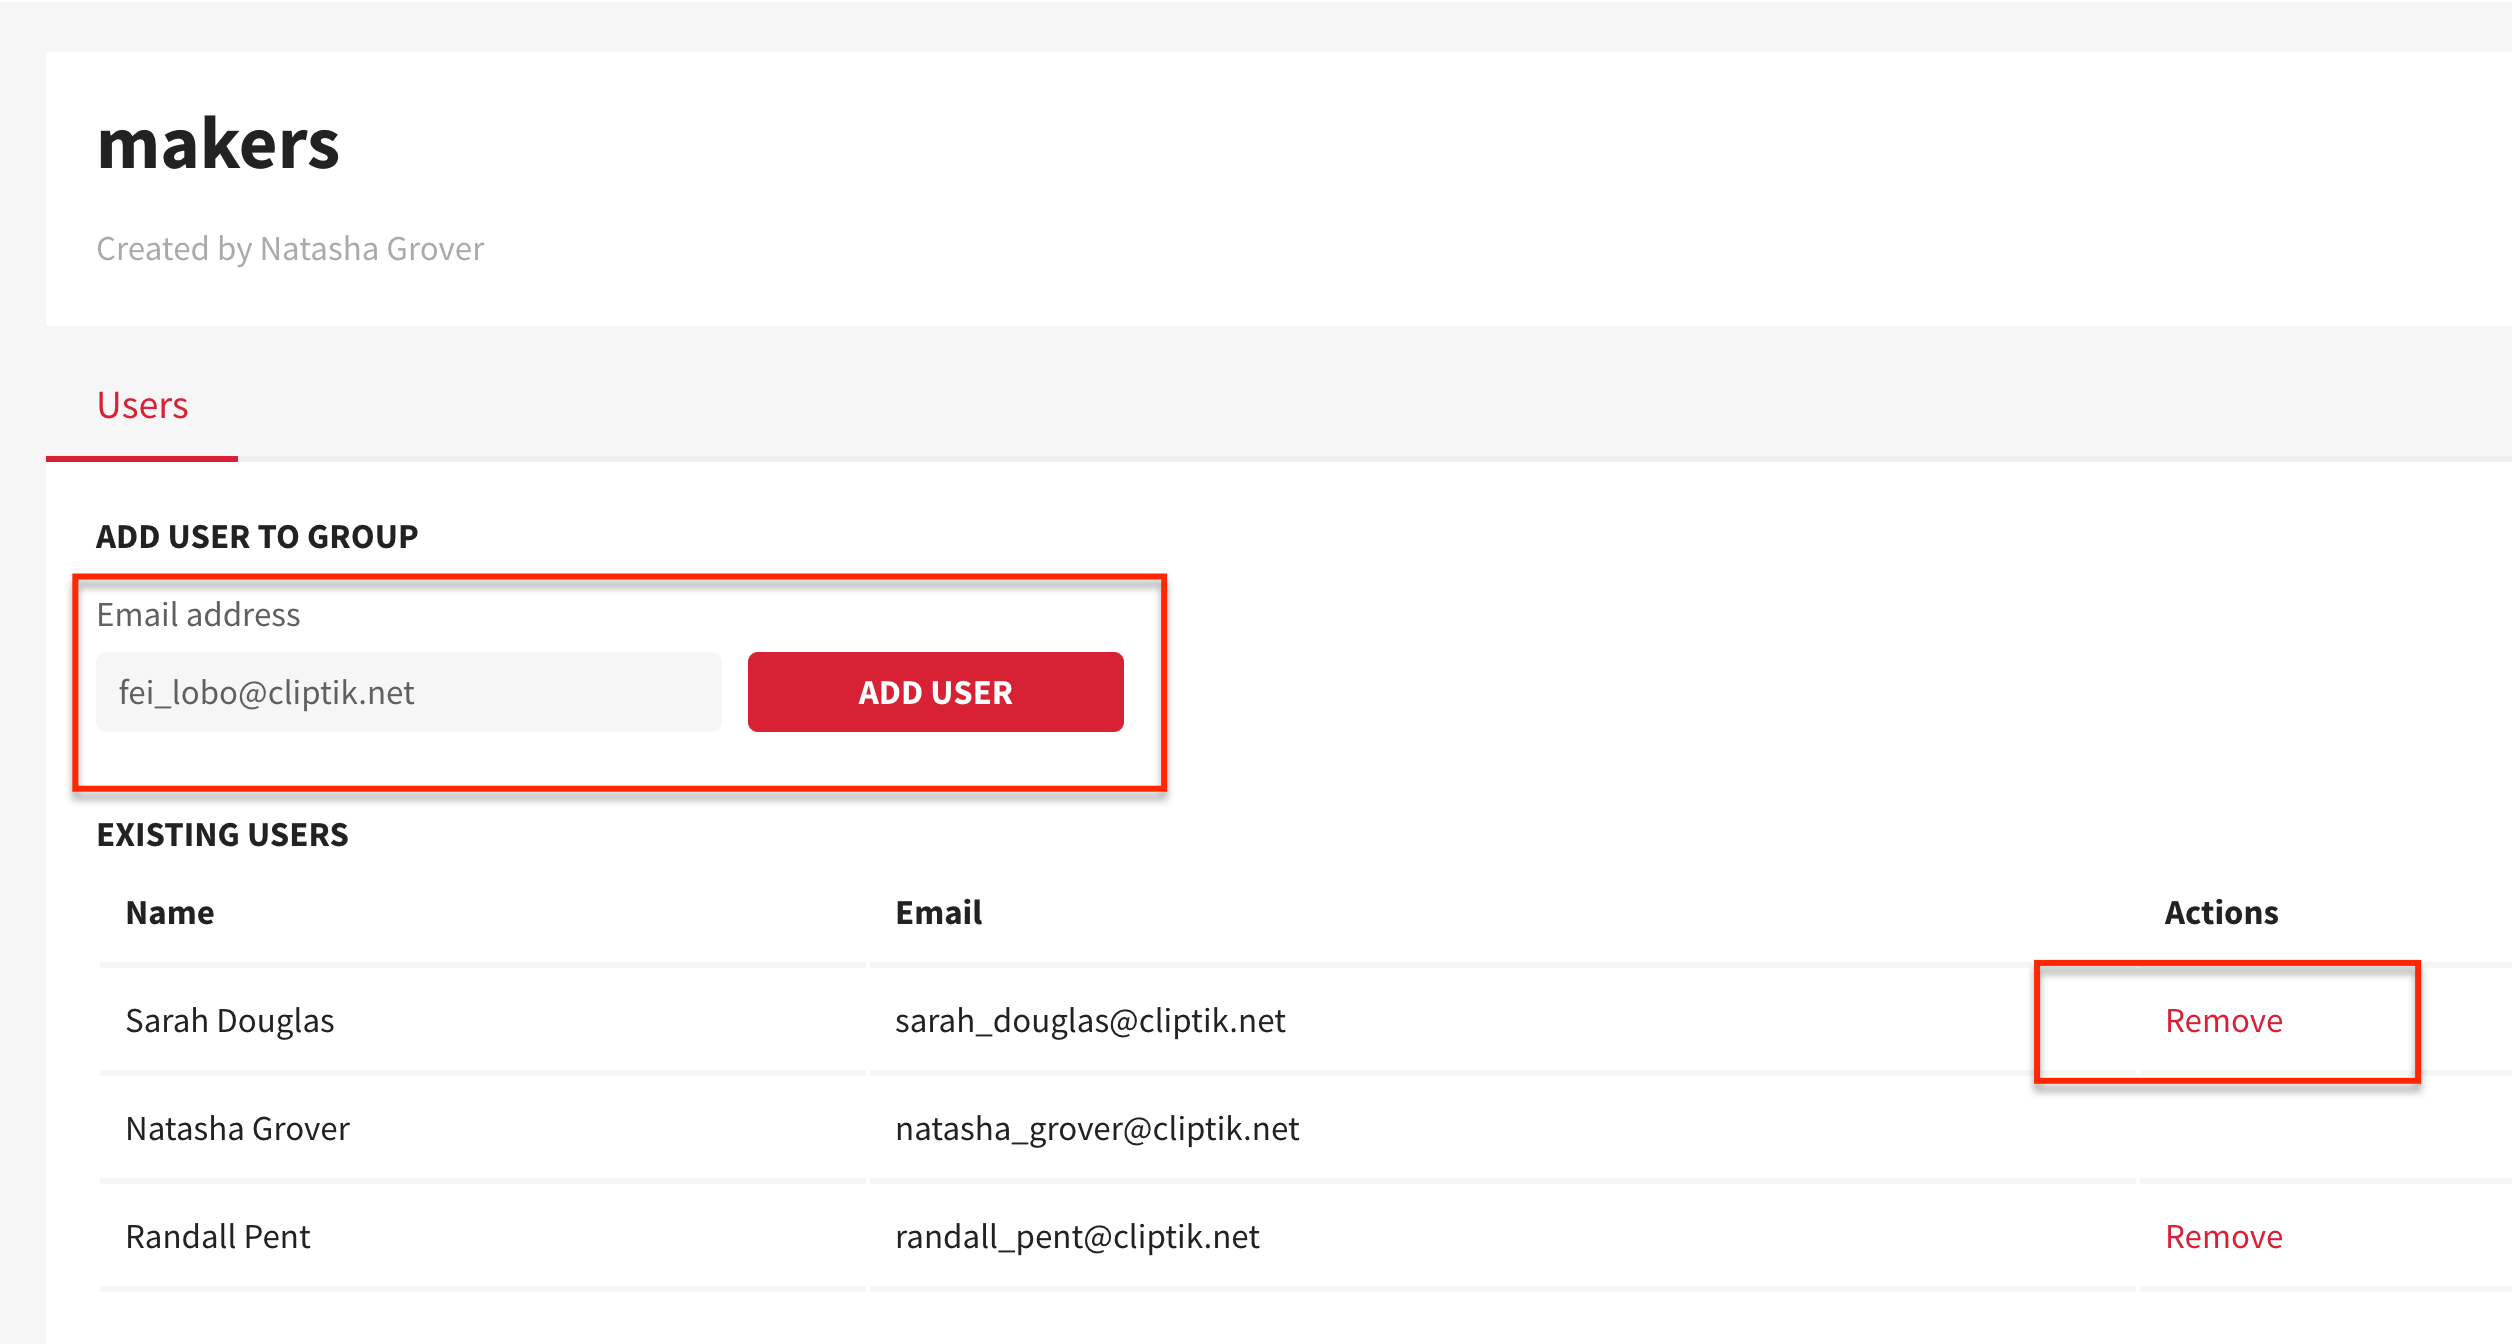 makers
Created by Natasha Grover
Users
ADD USER TO GROUP
Email address
fei_lobo@cliptik.net ADD USER
EXISTING USERS
Name Email Actions
Sarah Douglas sarah_douglas@cliptik.net Remove
Natasha Grover natasha_grover@cliptik.net
Randall Pent randall_pent@cliptik.net Remove